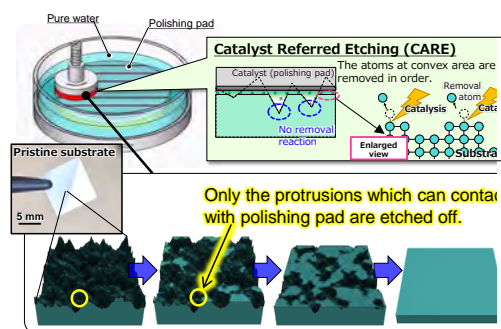 Pure water
Polishing pad
Catalyst Referred Etching (CARE)
Catalyst (polishing pad)
The atoms at convex area are
removed in order.
Removal
atom
Catalysis
Cata
No removal
reaction
Enlarged
view
Substra
Pristine substrate
5 mm
Only the protrusions which can contac
with polishing pad are etched off.